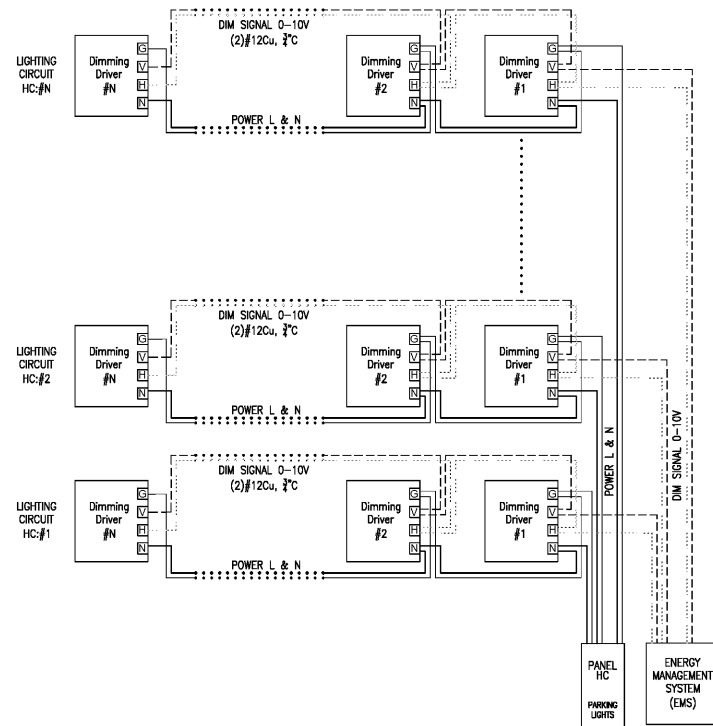 DIM SIGNAL 0-10V
(2)#12Cu, ¾"C
LIGHTING
CIRCUIT
HC:#N
Dimming
Driver
#N
G
V
H
N
Dimming
Driver
#2
G
V
H
N
Dimming
Driver
#1
G
V
H
N
POWER L & N
DIM SIGNAL 0-10V
(2)#12Cu, ¾"C
LIGHTING
CIRCUIT
HC:#2
Dimming
Driver
#N
G
V
H
N
Dimming
Driver
#2
G
V
H
N
Dimming
Driver
#1
G
V
H
N
POWER L & N
DIM SIGNAL 0-10V
(2)#12Cu, ¾"C
LIGHTING
CIRCUIT
HC:#1
Dimming
Driver
#N
G
V
H
N
Dimming
Driver
#2
G
V
H
N
Dimming
Driver
#1
G
V
H
N
POWER L & N
POWER L & N
DIM SIGNAL 0-10V
PANEL
HC
PARKING
LIGHTS
ENERGY
MANAGEMENT
SYSTEM
(EMS)